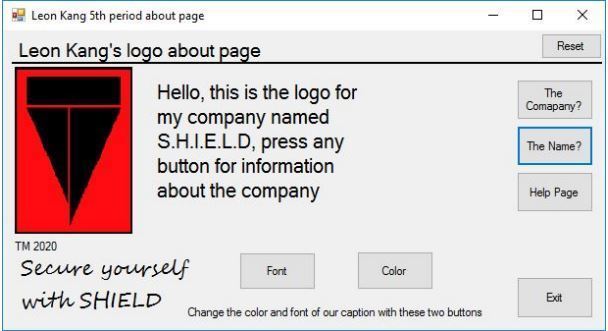 Leon Kang 5th period about page
Leon Kang's logo about page
Reset
Hello, this is the logo for
my company named
S.H.I.E.L.D, press any
button for information
about the company
The
Comapany?
The Name?
Help Page
TM 2020
Secure yourself
with SHIELD
Font
Color
Change the color and font of our caption with these two buttons
Exit